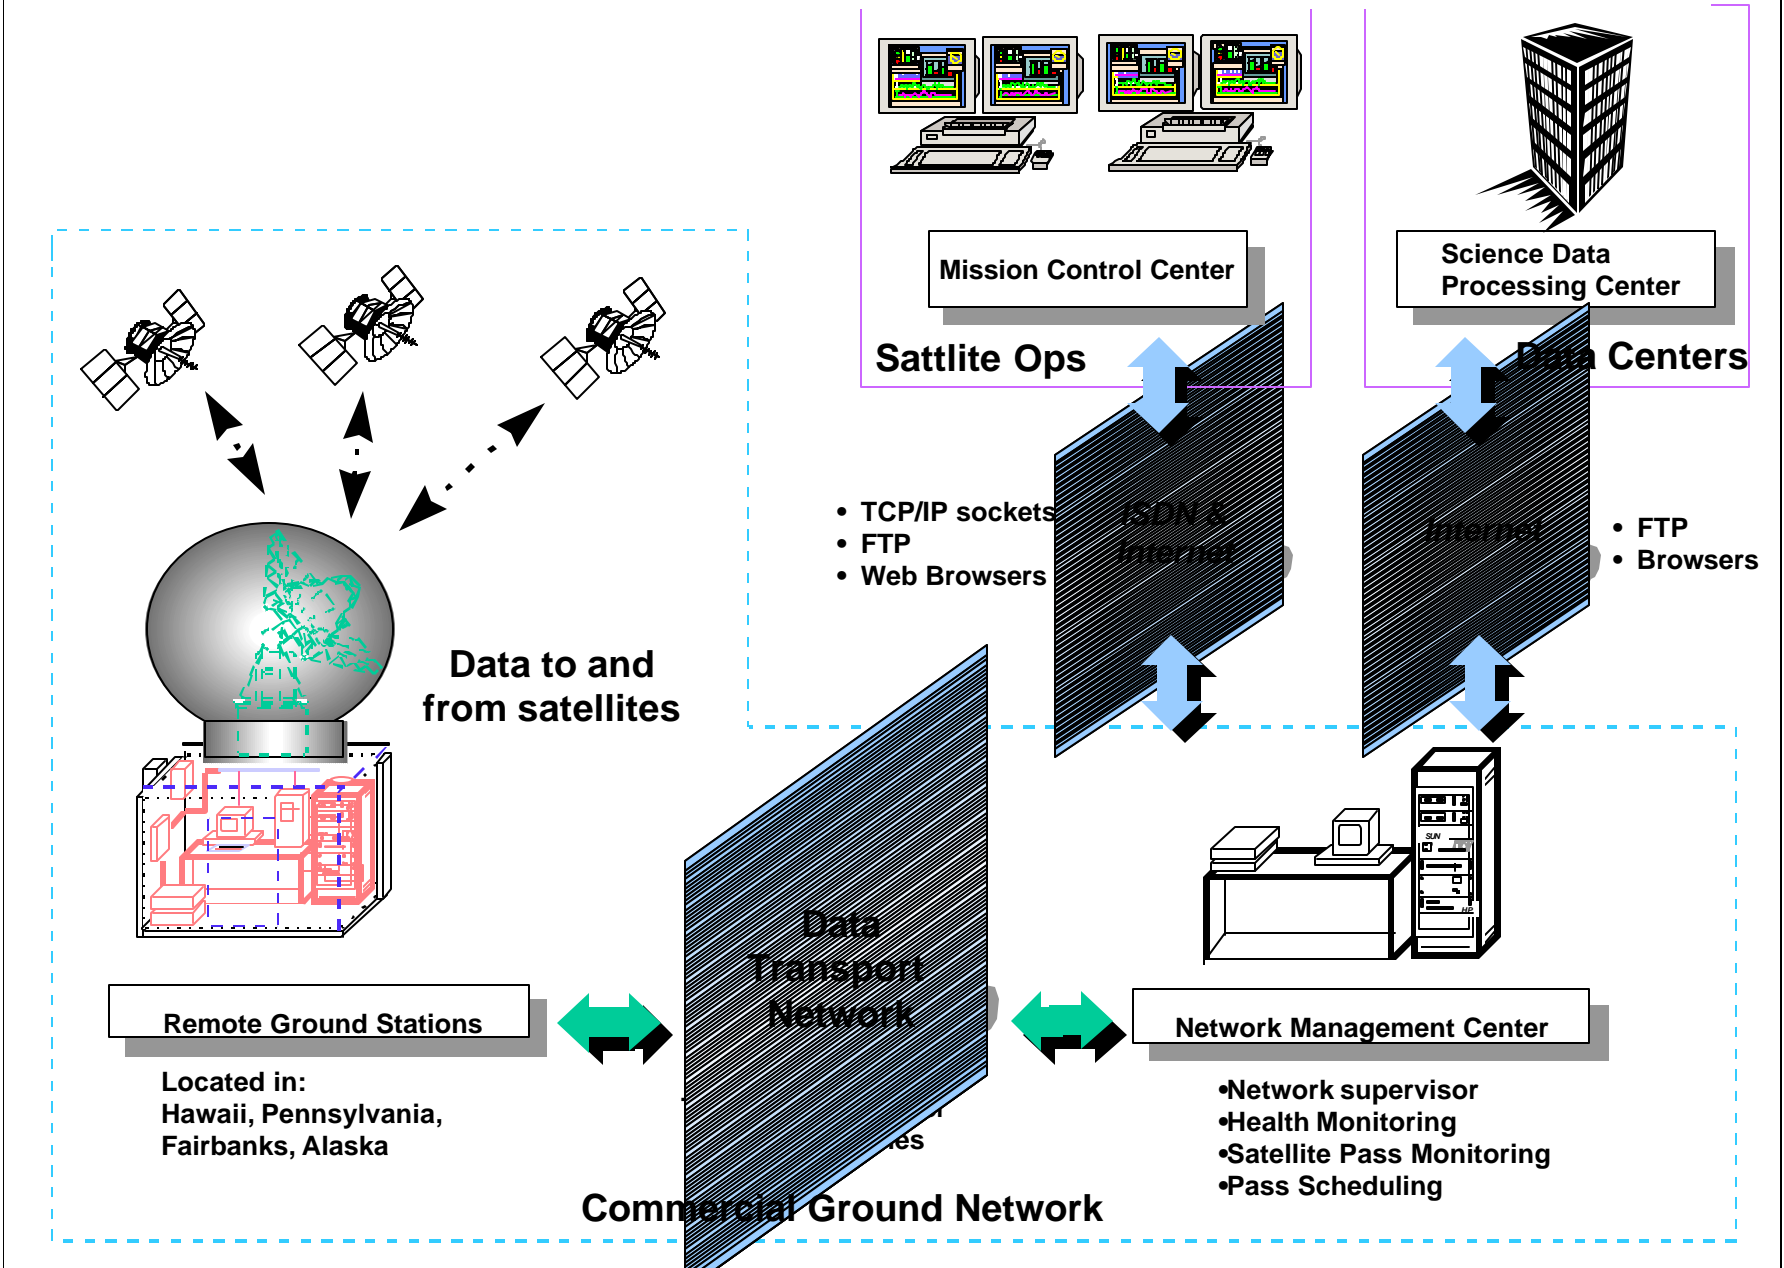 Mission Control Center
Science Data
Processing Center
Sattlite Ops
Data Centers
• TCP/IP sockets
• FTP
• Web Browsers
ISDN &
Internet
Internet
• FTP
• Browsers
Data to and
from satellites
SUN
HP
Data
Transport
Network
Remote Ground Stations
Network Management Center
Located in:
Hawaii, Pennsylvania,
Fairbanks, Alaska
•Network supervisor
•Health Monitoring
•Satellite Pass Monitoring
•Pass Scheduling
Commercial Ground Network